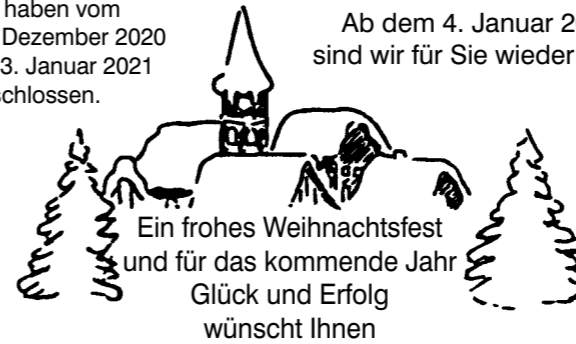 haben vom
Dezember 2020
3. Januar 2021
schlossen.
Ab dem 4. Januar 2
sind wir für Sie wieder
Ein frohes Weihnachtsfest
und für das kommende Jahr
Glück und Erfolg
wünscht Ihnen